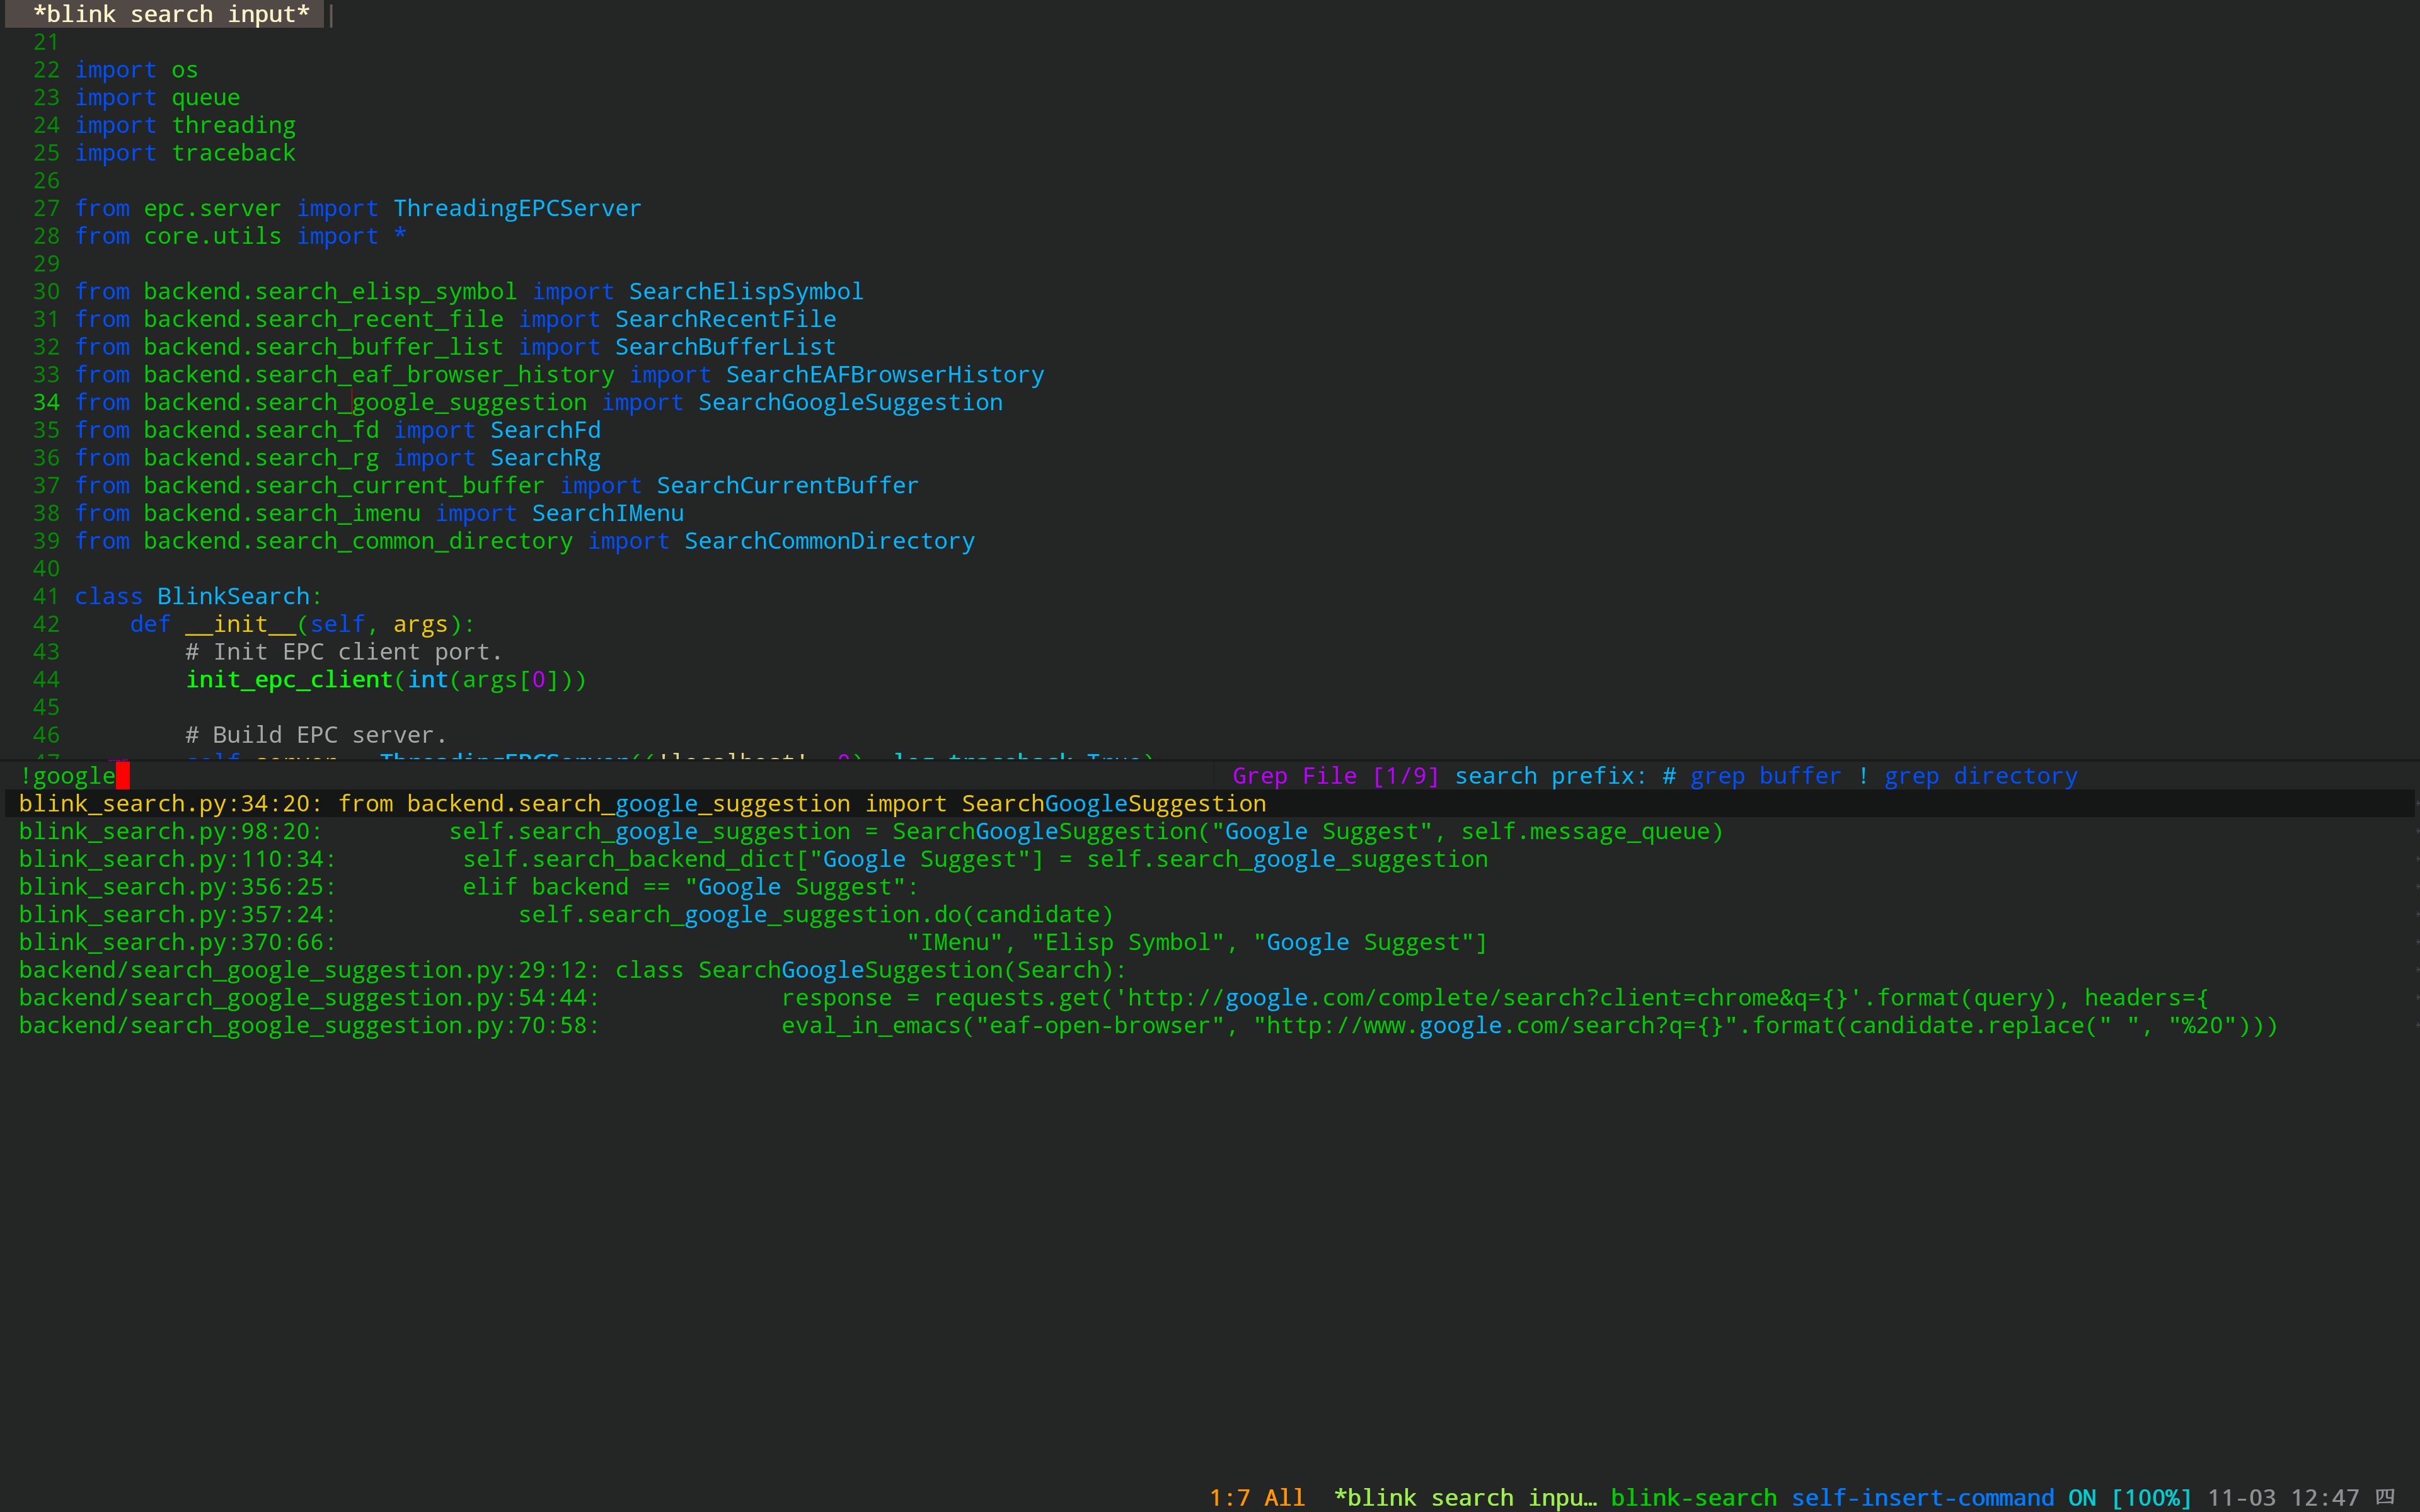 *blink search input*
21
22 import os
23 import queue
24 import threading
25 import traceback
26
27 from epc.server import ThreadingEPCServer
28 from core.utils import *
29
30 from backend.search_elisp_symbol import SearchElispSymbol
31 from backend.search_recent_file import SearchRecentFile
32 from backend.search_buffer_list import SearchBufferList
33 from backend.search_eaf_browser_history import SearchEAFBrowserHistory
34 from backend.search_google_suggestion import SearchGoogleSuggestion
35 from backend.search_fd import SearchFd
36 from backend.search_rg import SearchRg
37 from backend.search_current_buffer import SearchCurrentBuffer
38 from backend.search_imenu import SearchIMenu
39 from backend.search_common_directory import SearchCommonDirectory
40
41 class BlinkSearch:
42     def __init__(self, args):
43         # Init EPC client port.
44         init_epc_client(int(args[0]))
45
46         # Build EPC server.
47         self.server = ThreadingEPCServer(('localhost', 0), log_traceback=True)
!google Grep File [1/9] search prefix: # grep buffer ! grep directory
blink_search.py:34:20: from backend.search_google_suggestion import SearchGoogleSuggestion
blink_search.py:98:20:         self.search_google_suggestion = SearchGoogleSuggestion("Google Suggest", self.message_queue)
blink_search.py:110:34:         self.search_backend_dict["Google Suggest"] = self.search_google_suggestion
blink_search.py:356:25:         elif backend == "Google Suggest":
blink_search.py:357:24:             self.search_google_suggestion.do(candidate)
blink_search.py:370:66:                                         "IMenu", "Elisp Symbol", "Google Suggest"]
backend/search_google_suggestion.py:29:12: class SearchGoogleSuggestion(Search):
backend/search_google_suggestion.py:54:44:             response = requests.get('http://google.com/complete/search?client=chrome&q={}'.format(query), headers={
backend/search_google_suggestion.py:70:58:             eval_in_emacs("eaf-open-browser", "http://www.google.com/search?q={}".format(candidate.replace(" ", "%20")))
1:7 All *blink search inpu… blink-search self-insert-command ON [100%] 11-03 12:47 四